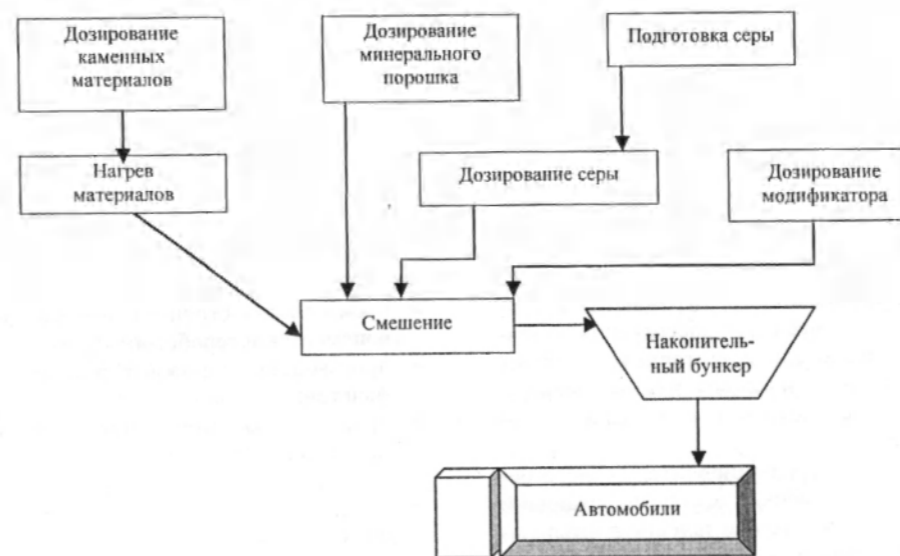 Дозирование
каменных
материалов
Дозирование
минерального
порошка
Подготовка серы
Нагрев
материалов
Дозирование серы
Дозирование
модификатора
Смешение
Накопитель-
ный бункер
Автомобили